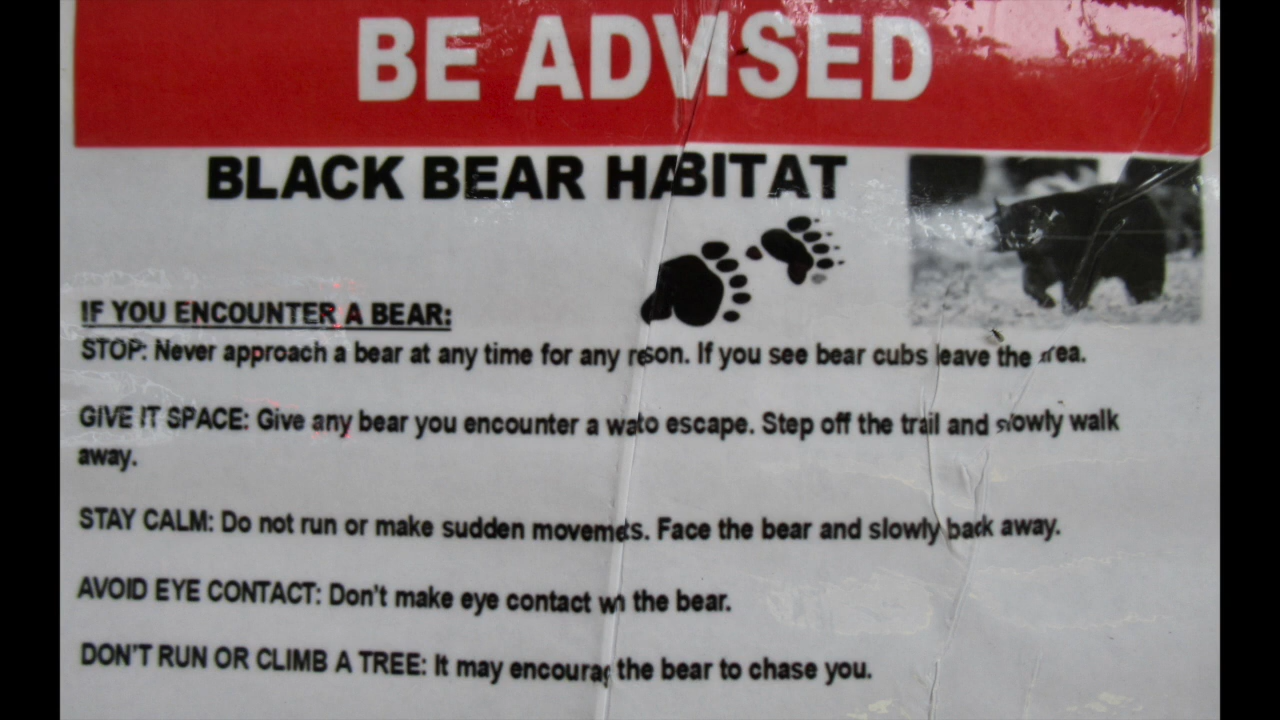 BE ADVISED
BLACK BEAR HABITAT
IF YOU ENCOUNTER A BEAR:
STOP: Never approach a bear at any time for any reson. If you see bear cubs leave the area.
GIVE IT SPACE: Give any bear you encounter a to escape. Step off the trail and slowly walk
away.
STAY CALM: Do not run or make sudden . Face the bear and slowly back away.
AVOID EYE CONTACT: Don't make eye contact the bear.
DON'T RUN OR CLIMB A TREE: It may the bear to chase you.